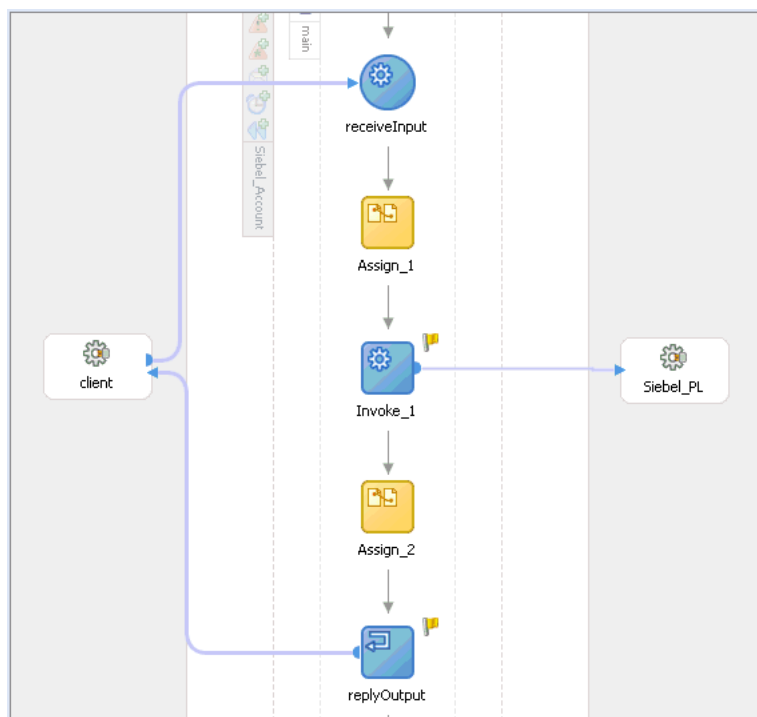 main
receiveInput
Siebel_Account
Assign_1
client
Invoke_1
Siebel_PL
Assign_2
replyOutput